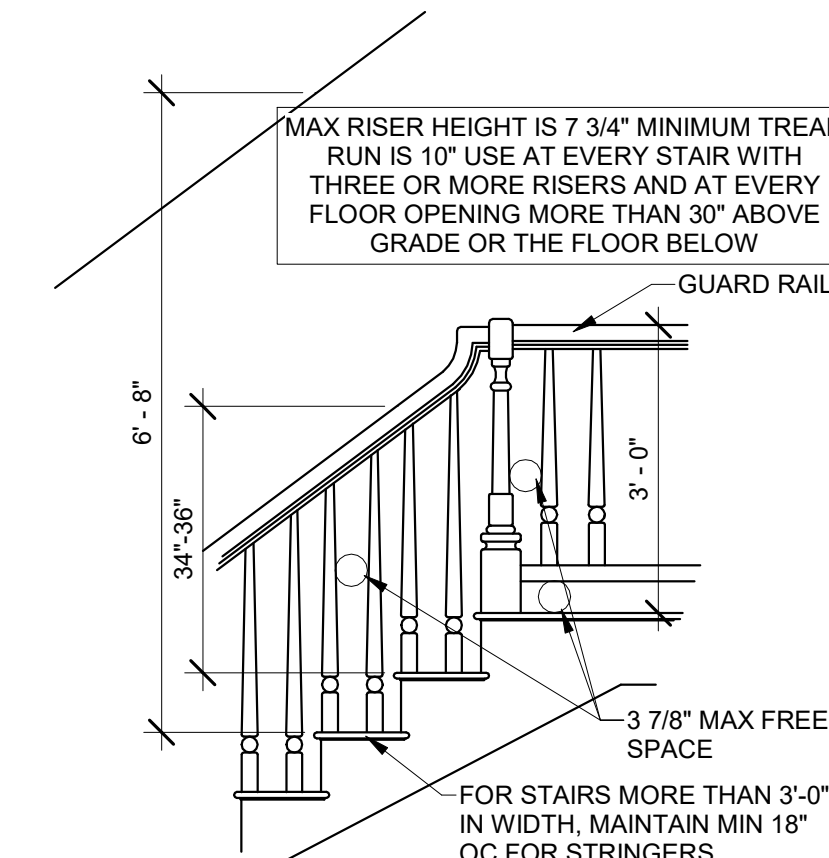 MAX RISER HEIGHT IS 7 3/4" MINIMUM TREAD
RUN IS 10" USE AT EVERY STAIR WITH
THREE OR MORE RISERS AND AT EVERY
FLOOR OPENING MORE THAN 30" ABOVE
GRADE OR THE FLOOR BELOW
GUARD RAIL
6' - 8"
34"-36"
3' - 0"
3 7/8" MAX FREE
SPACE
FOR STAIRS MORE THAN 3'-0"
IN WIDTH, MAINTAIN MIN 18"
OC FOR STRINGERS